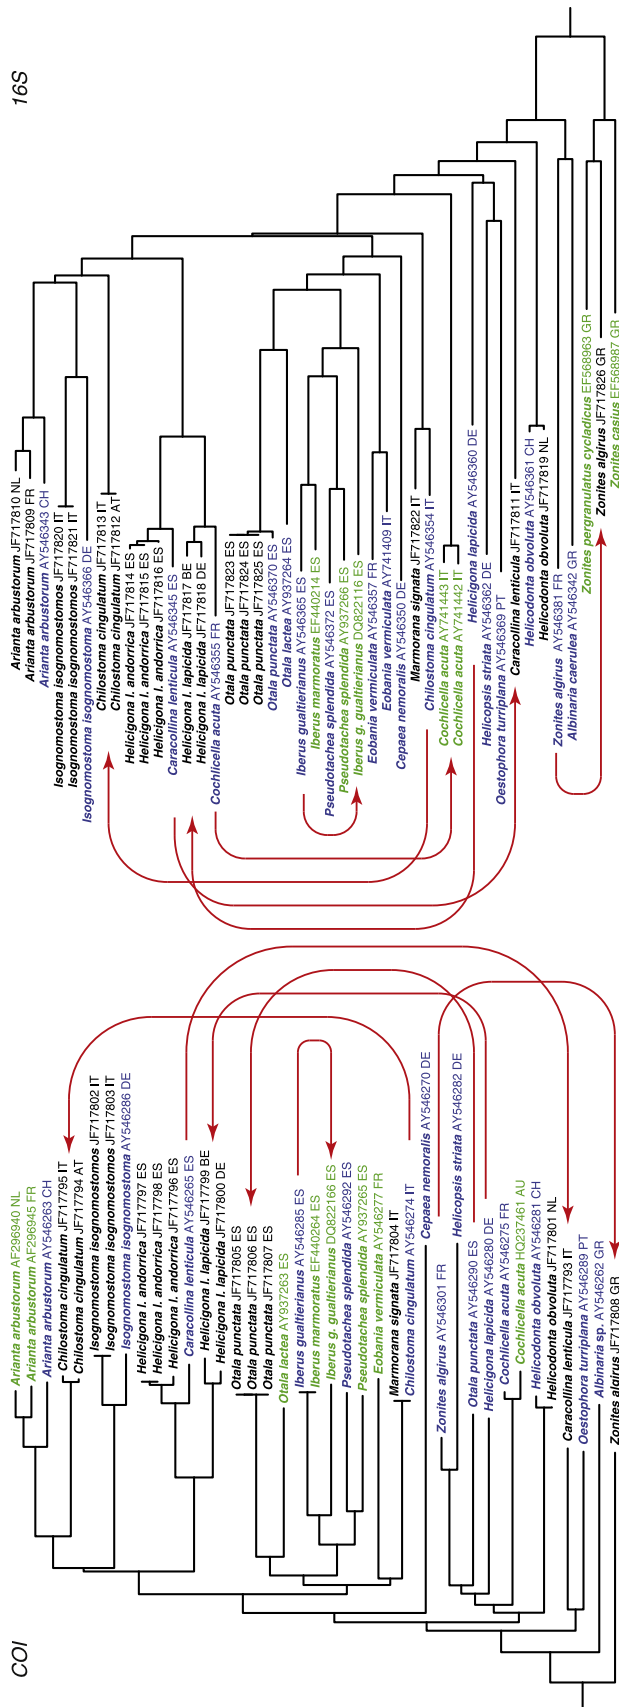 16S
Arianta arbustorum JF717810 NL
Arianta arbustorum JF717809 FR
Arianta arbustorum AY546343 CH
Isognomostoma isognomostomos JF717820 IT
Isognomostoma isognomostomos JF717821 IT
Isognomostoma isognomostoma AY546366 DE
Chilostoma cingulatum JF717813 IT
Chilostoma cingulatum JF717812 AT
Helicigona l. andorrica JF717814 ES
Helicigona l. andorrica JF717815 ES
Helicigona l. andorrica JF717816 ES
Caracollina lenticula AY546345 ES
Helicigona l. lapicida JF717817 BE
Helicigona l. lapicida JF717818 DE
Cochlicella acuta AY546355 FR
Otala punctata JF717823 ES
Otala punctata JF717824 ES
Otala punctata JF717825 ES
Otala punctata AY546370 ES
Otala lactea AY937264 ES
Iberus gualtierianus AY546365 ES
Iberus marmoratus EF440214 ES
Pseudotachea splendida AY546372 ES
Pseudotachea splendida AY937266 ES
Iberus g. gualtierianus DQ822116 ES
Eobania vermiculata AY546357 FR
Eobania vermiculata AY741409 IT
Cepaea nemoralis AY546350 DE
Marmorana signata JF717822 IT
Chilostoma cingulatum AY546354 IT
Cochlicella acuta AY741443 IT
Cochlicella acuta AY741442 IT
Helicigona lapicida AY546360 DE
Helicopsis striata AY546362 DE
Oestophora turriplana AY546369 PT
Caracollina lenticula JF717811 IT
Helicodonta obvoluta AY546361 CH
Helicodonta obvoluta JF717819 NL
Zonites algirus AY546381 FR
Albinaria caerulea AY546342 GR
Zonites pergranulatus cycladicus EF568963 GR
Zonites algirus JF717826 GR
Zonites casius EF568987 GR
COI
Arianta arbustorum AF296940 NL
Arianta arbustorum AF296945 FR
Arianta arbustorum AY546263 CH
Chilostoma cingulatum JF717795 IT
Chilostoma cingulatum JF717794 AT
Isognomostoma isognomostomos JF717802 IT
Isognomostoma isognomostomos JF717803 IT
Isognomostoma isognomostoma AY546286 DE
Helicigona l. andorrica JF717797 ES
Helicigona l. andorrica JF717798 ES
Helicigona l. andorrica JF717796 ES
Caracollina lenticula AY546265 ES
Helicigona l. lapicida JF717799 BE
Helicigona l. lapicida JF717800 DE
Otala punctata JF717805 ES
Otala punctata JF717806 ES
Otala punctata JF717807 ES
Otala lactea AY937263 ES
Iberus gualtierianus AY546285 ES
Iberus marmoratus EF440264 ES
Iberus g. gualtierianus DQ822166 ES
Pseudotachea splendida AY546292 ES
Pseudotachea splendida AY937265 ES
Eobania vermiculata AY546277 FR
Marmorana signata JF717804 IT
Chilostoma cingulatum AY546274 IT
Cepaea nemoralis AY546270 DE
Zonites algirus AY546301 FR
Helicopsis striata AY546282 DE
Otala punctata AY546290 ES
Helicigona lapicida AY546280 DE
Cochlicella acuta AY546275 FR
Cochlicella acuta HQ237461 AU
Helicodonta obvoluta AY546281 CH
Helicodonta obvoluta JF717801 NL
Caracollina lenticula JF717793 IT
Oestophora turriplana AY546289 PT
Albinaria sp. AY546262 GR
Zonites algirus JF717808 GR